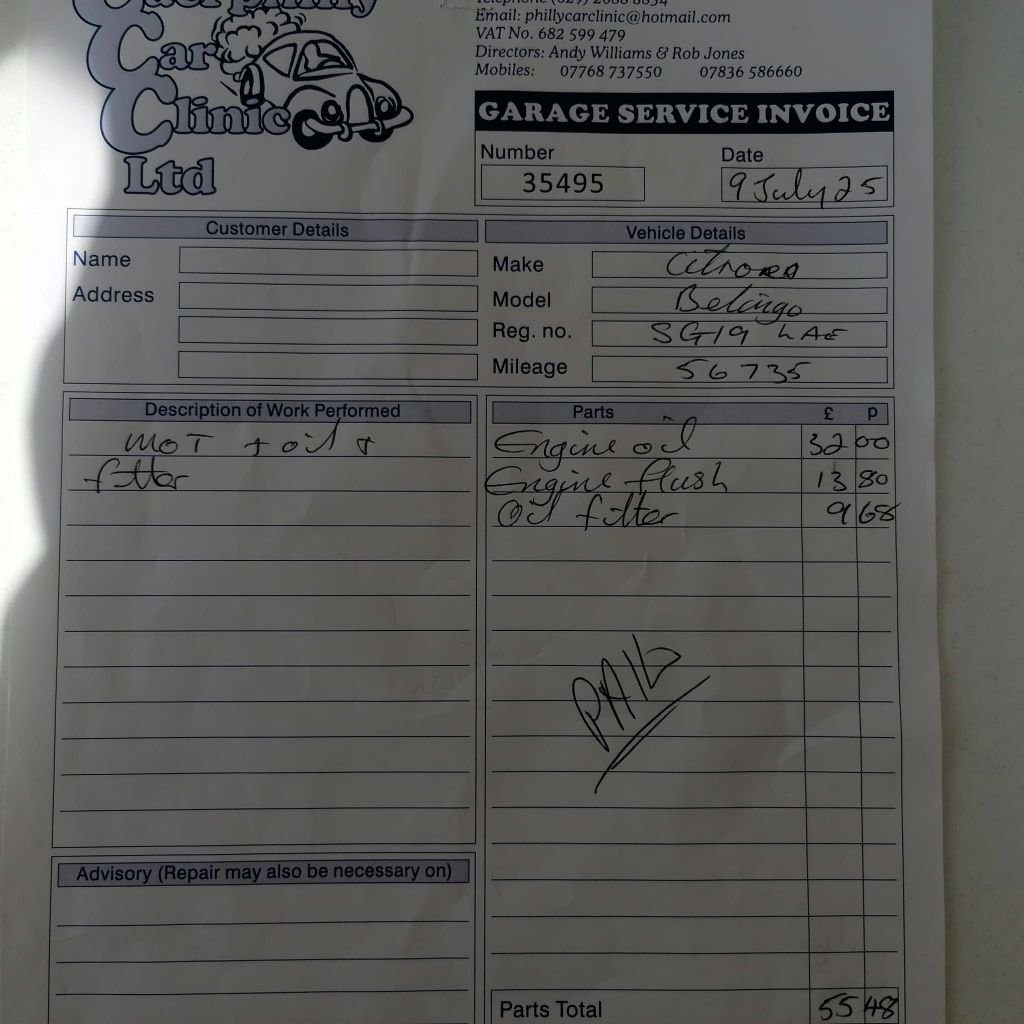 Car
Clinic
Ltd
Email: phillycarclinic@hotmail.com
VAT No. 682 599 479
Directors: Andy Williams & Rob Jones
Mobiles: 07768 737550 07836 586660
GARAGE SERVICE INVOICE
Number Date
35495 9 July 25
Customer Details
Name
Address
Vehicle Details
Make Citroen
Model Belingo
Reg. no. SG19 LAE
Mileage 56735
Description of Work Performed
MOT + oil &
filter
Parts £ p
Engine oil 32 00
Engine flush 13 80
Oil filter 9 68
PAID
Advisory (Repair may also be necessary on)
Parts Total 55 48